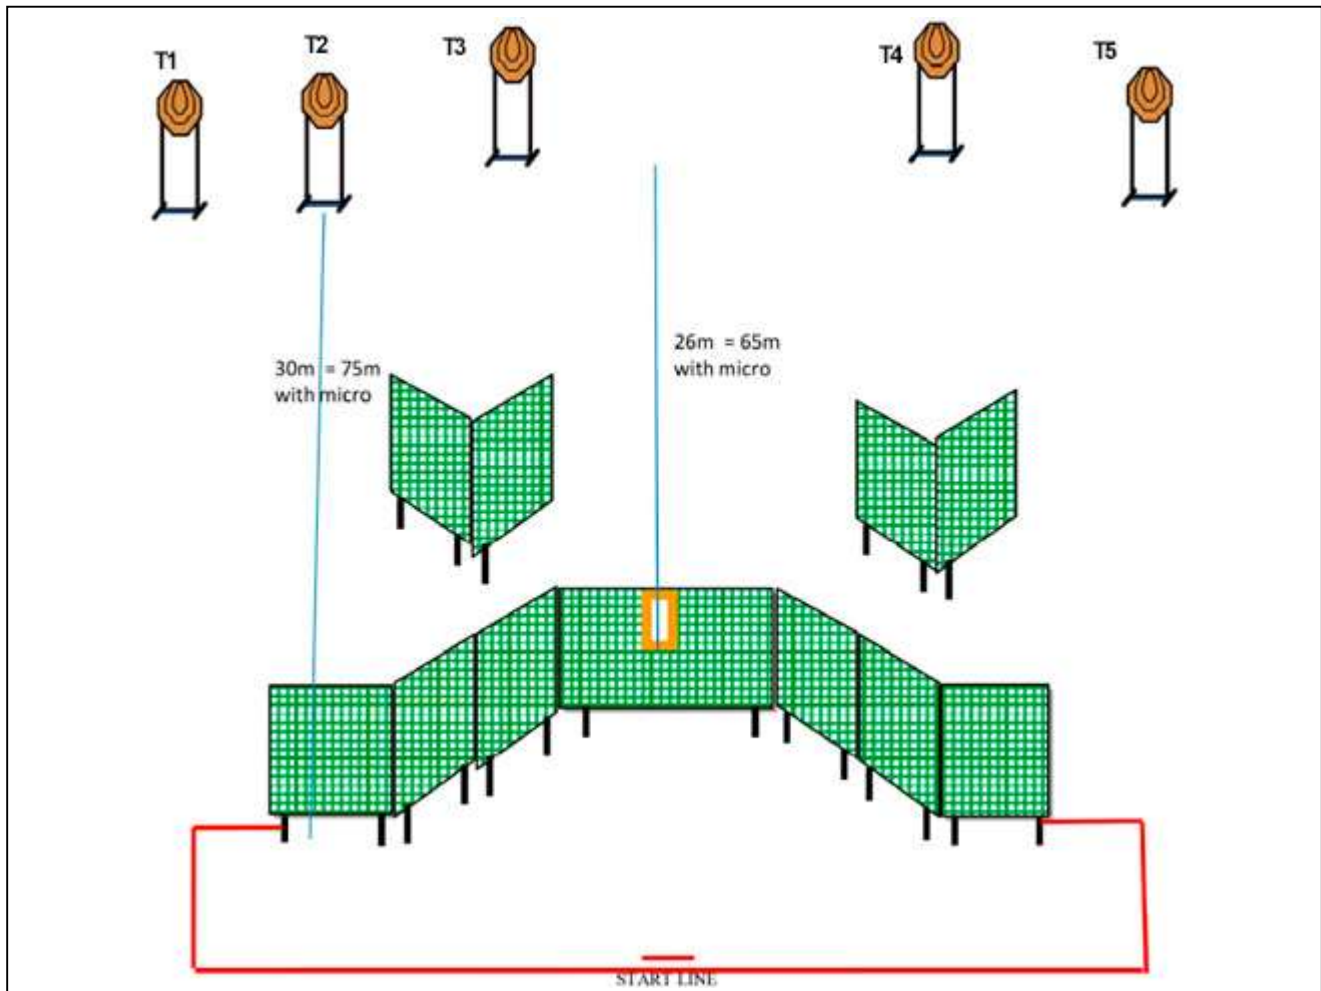 T1
T2
T3
T4
T5
26m = 65m
with micro
30m = 75m
with micro
START LINE